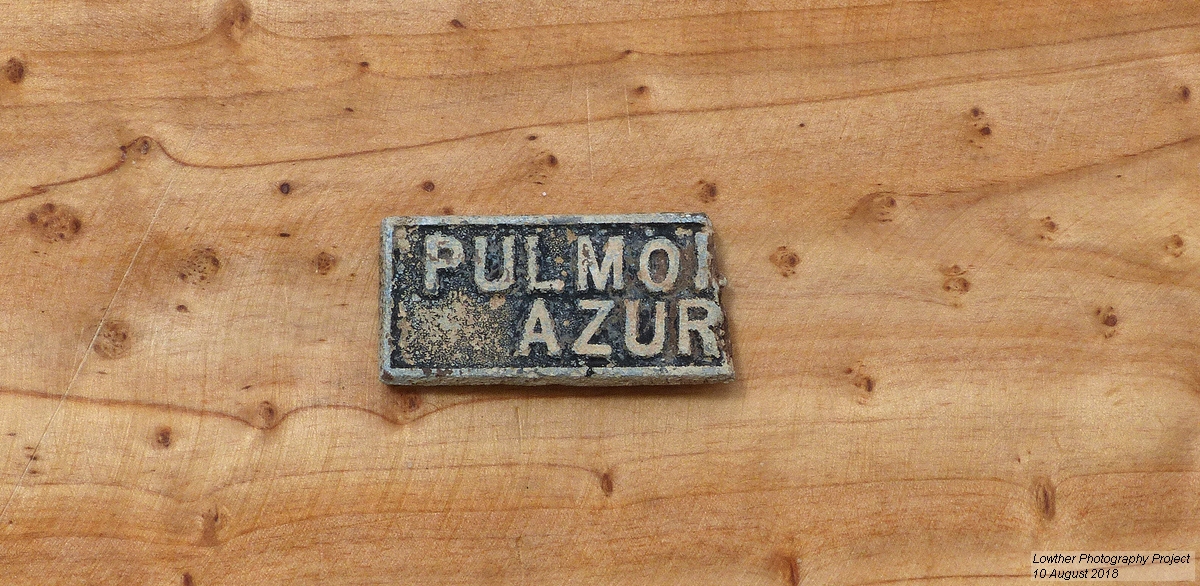 PULMOI
AZUR
Lowther Photography Project
10 August 2018